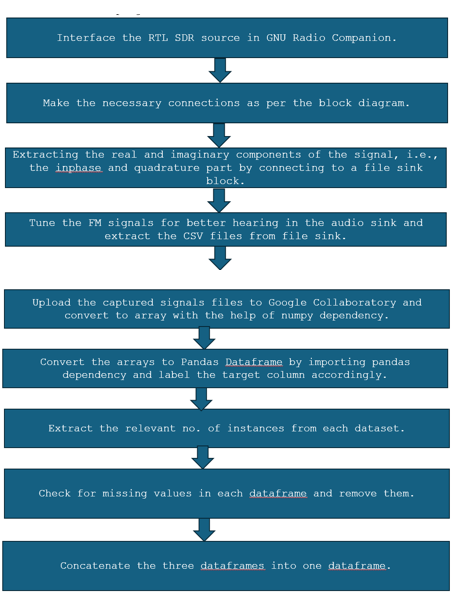 Interface the RTL SDR source in GNU Radio Companion.
Make the necessary connections as per the block diagram.
Extracting the real and imaginary components of the signal, i.e.,
the inphase and quadrature part by connecting to a file sink
block.
Tune the FM signals for better hearing in the audio sink and
extract the CSV files from file sink.
Upload the captured signals files to Google Collaboratory and
convert to array with the help of numpy dependency.
Convert the arrays to Pandas Dataframe by importing pandas
dependency and label the target column accordingly.
Extract the relevant no. of instances from each dataset.
Check for missing values in each dataframe and remove them.
Concatenate the three dataframes into one dataframe.